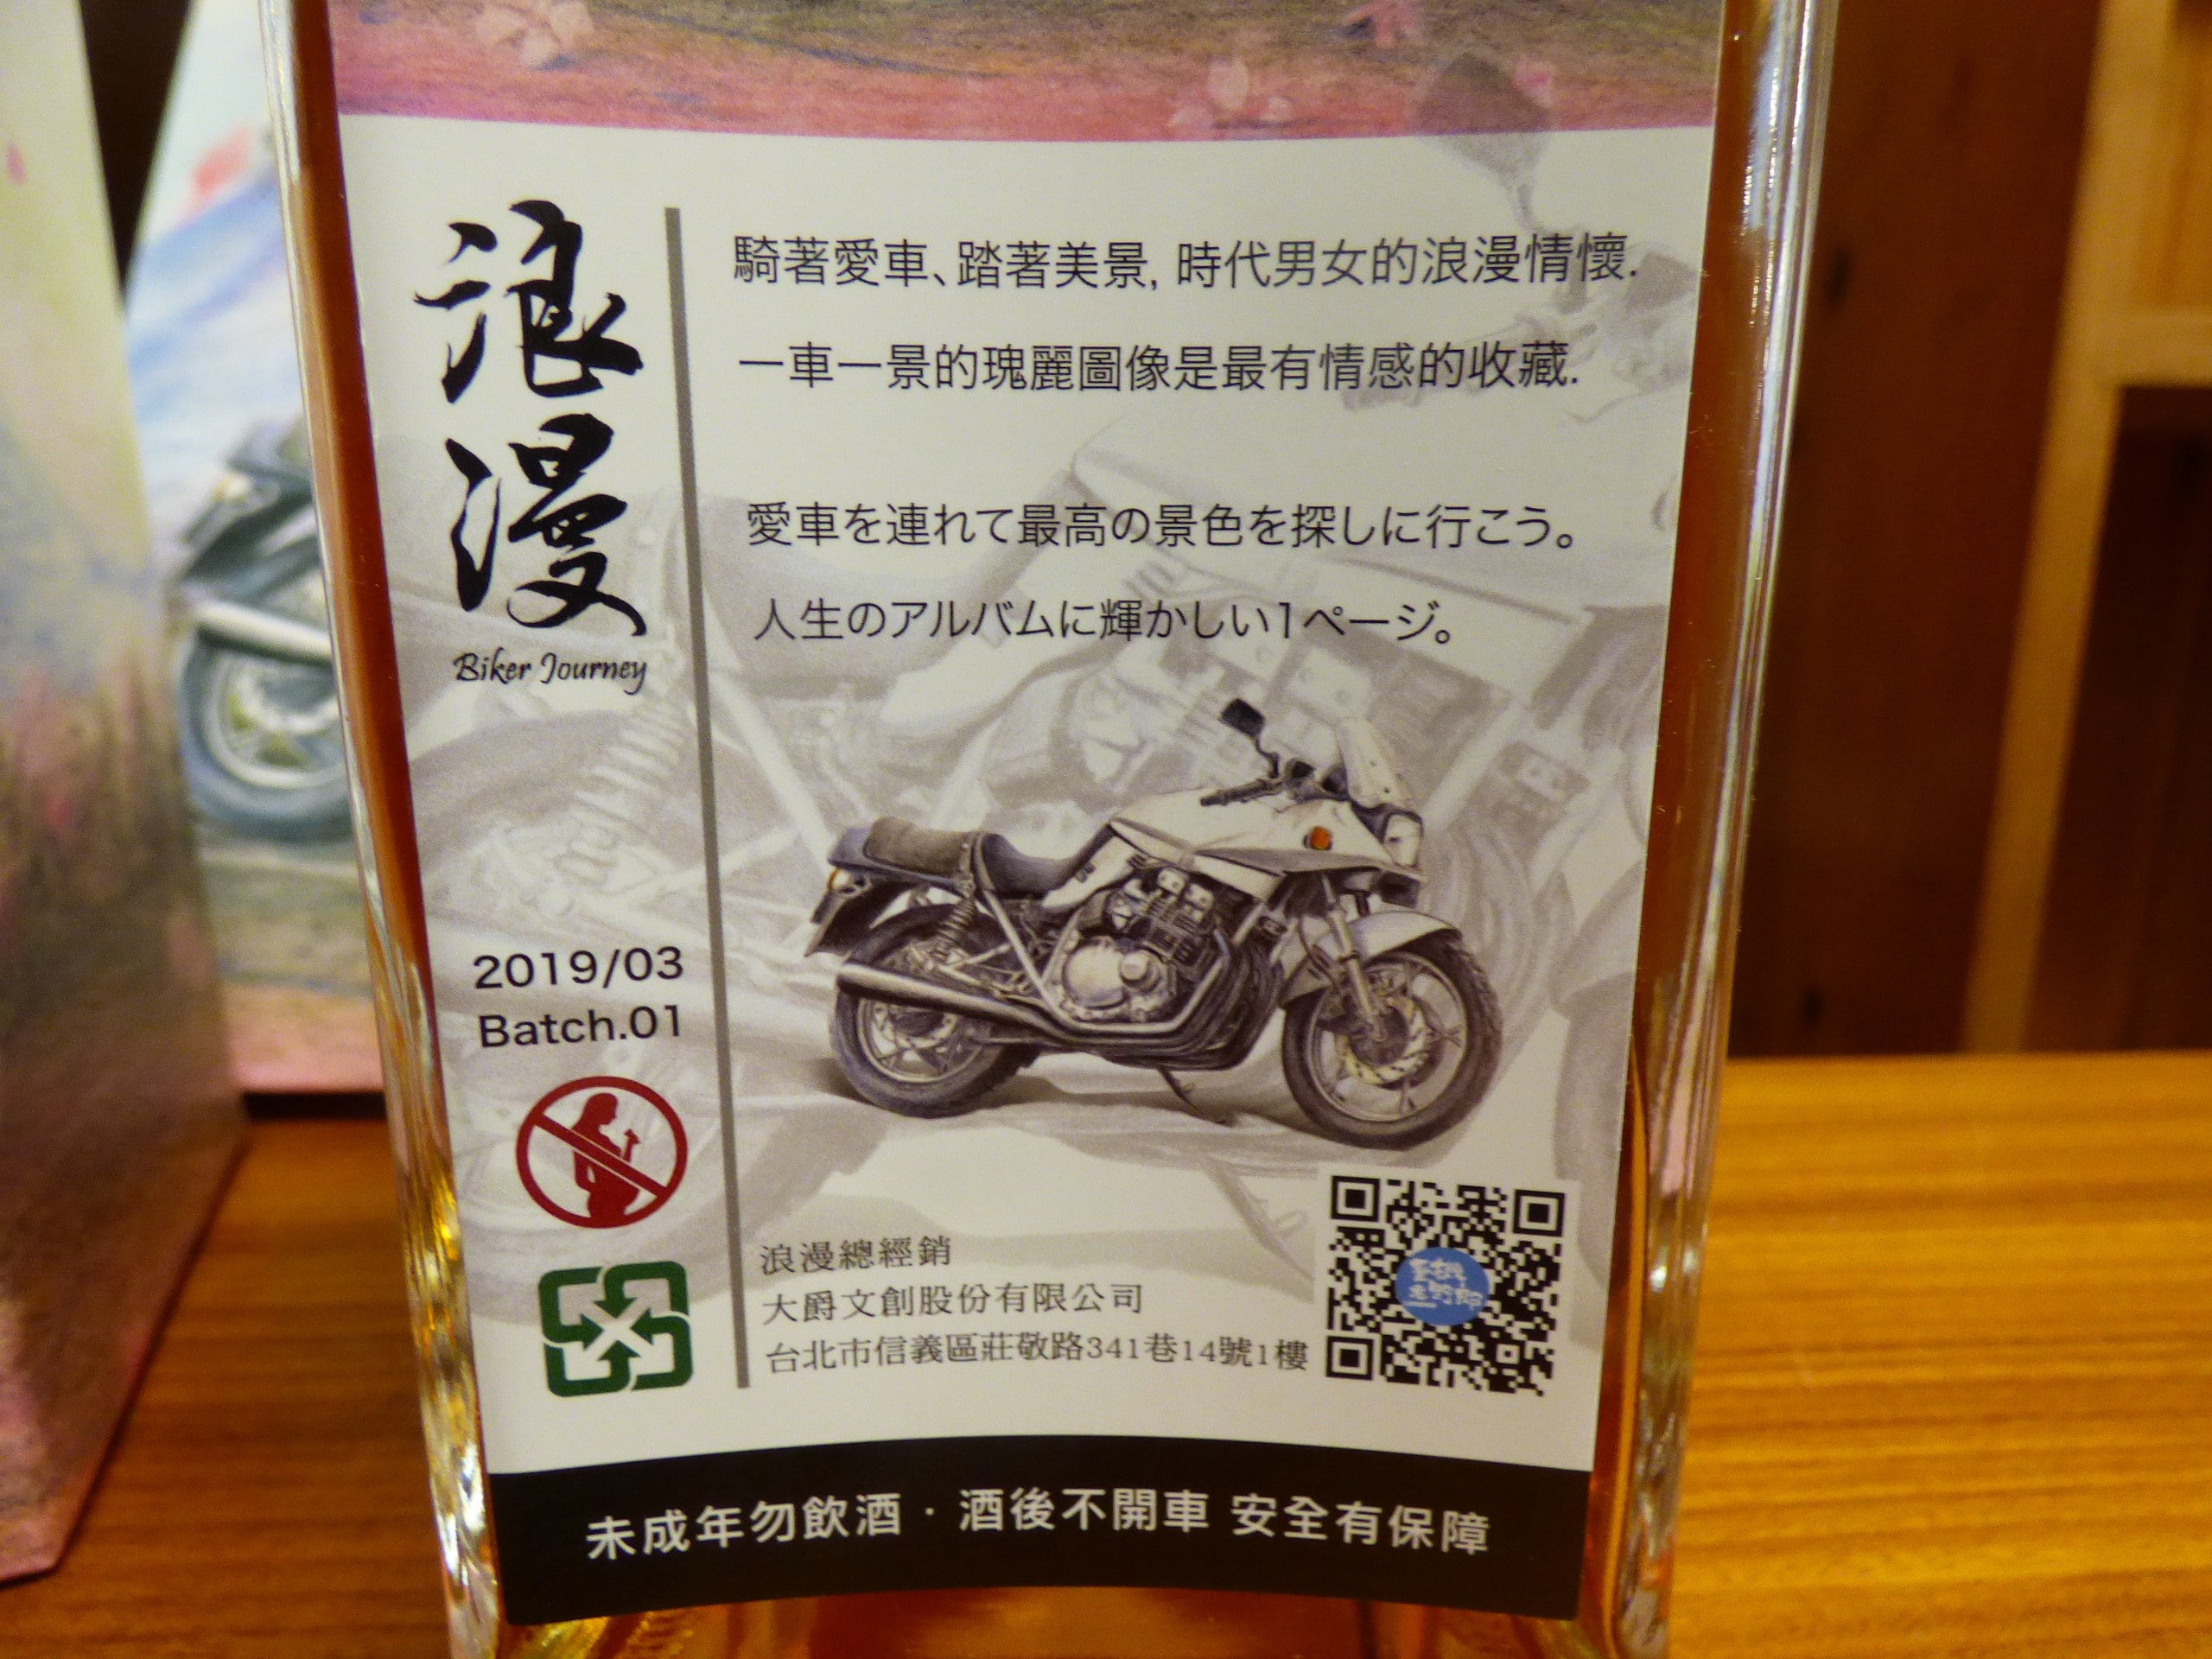 浪漫
Biker Journey
騎著愛車、踏著美景, 時代男女的浪漫情懷.
一車一景的瑰麗圖像是最有情感的收藏.
愛車を連れて最高の景色を探しに行こう。
人生のアルバムに輝かしい1ページ。
2019/03
Batch.01
浪漫總經銷
大爵文創股份有限公司
台北市信義區莊敬路341巷14號1樓
未成年勿飲酒·酒後不開車 安全有保障